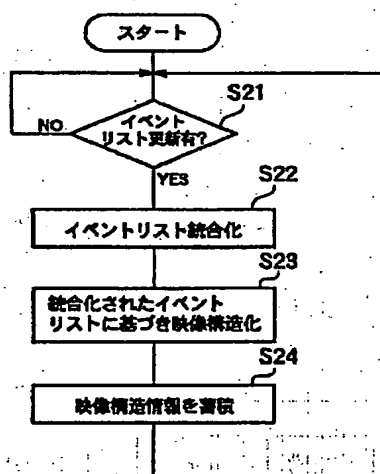 スタート
S21
イベント
リスト更新有?
NO
YES
S22
イベントリスト統合化
S23
統合化されたイベント
リストに基づき映像構造化
S24
映像構造情報を蓄積